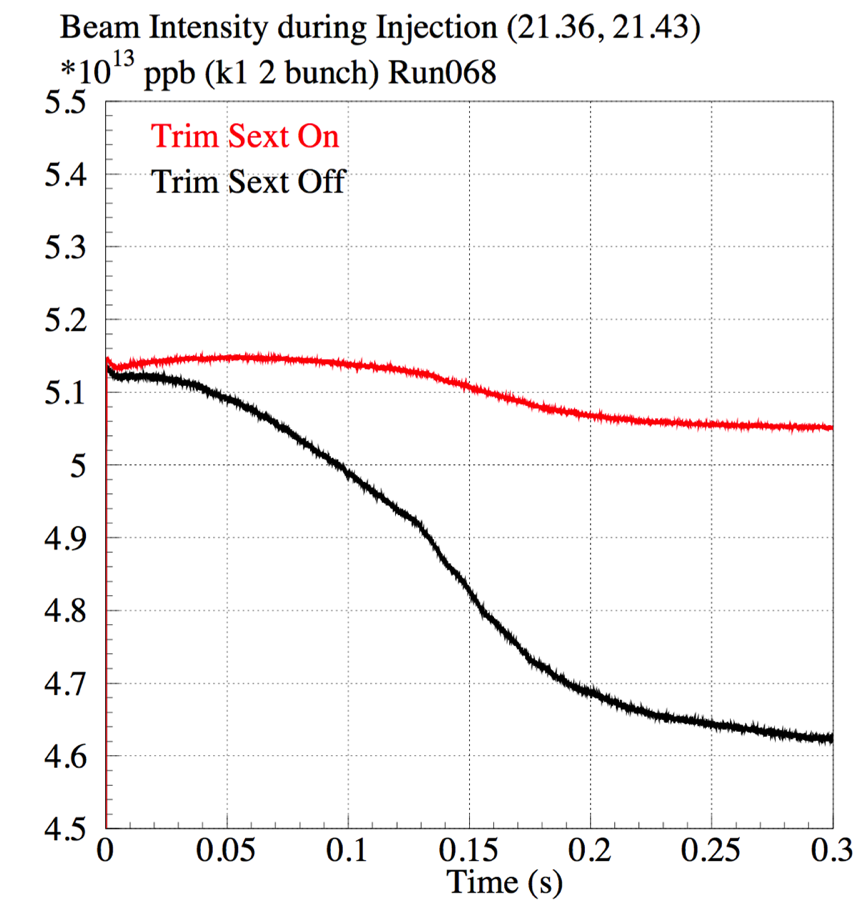 Beam Intensity during Injection (21.36, 21.43)
*10^13 ppb (k1 2 bunch) Run068
5.5
Trim Sext On
5.4
Trim Sext Off
5.3
5.2
5.1
5
4.9
4.8
4.7
4.6
4.5
0 0.05 0.1 0.15 0.2 0.25 0.3
Time (s)